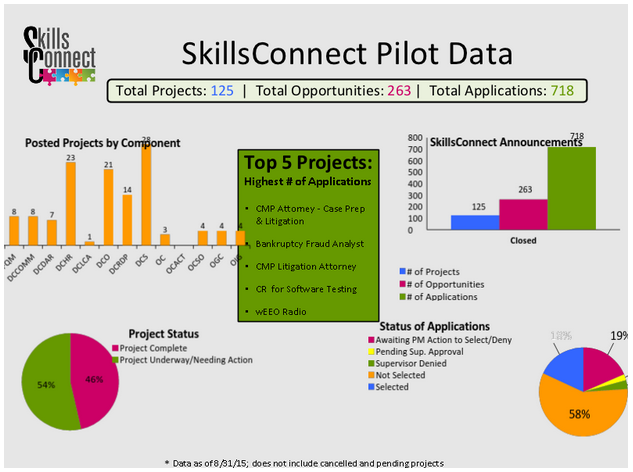 Skills
Connect
SkillsConnect Pilot Data
Total Projects: 125 | Total Opportunities: 263 | Total Applications: 718
Posted Projects by Component
28
23
21
14
8
8
7
1
3
4
4
4
DCCOMM
DCDAR
DCHR
DCLCA
DCO
DCRDP
DCS
OC
OCACT
OCSO
OGC
OIG
Top 5 Projects:
Highest # of Applications
• CMP Attorney - Case Prep
& Litigation
• Bankruptcy Fraud Analyst
• CMP Litigation Attorney
• CR for Software Testing
• wEEO Radio
SkillsConnect Announcements
800
700
600
500
400
300
200
100
0
125
263
718
Closed
# of Projects
# of Opportunities
# of Applications
Project Status
Project Complete
Project Underway/Needing Action
54%
46%
Status of Applications
Awaiting PM Action to Select/Deny
Pending Sup. Approval
Supervisor Denied
Not Selected
Selected
19%
58%
* Data as of 8/31/15; does not include cancelled and pending projects